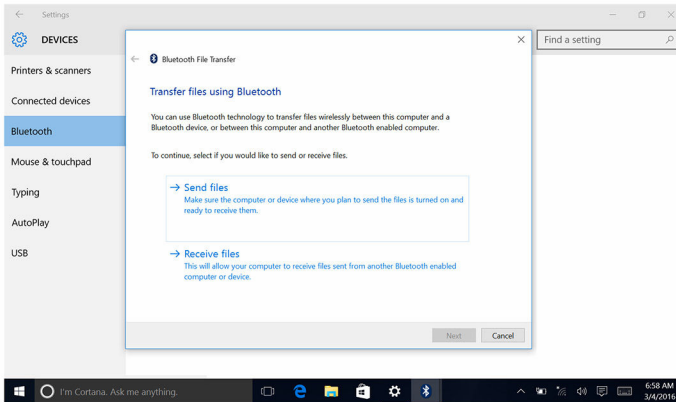 Settings
DEVICES
Find a setting
Printers & scanners
Connected devices
Bluetooth
Mouse & touchpad
Typing
AutoPlay
USB
Bluetooth File Transfer
Transfer files using Bluetooth
You can use Bluetooth technology to transfer files wirelessly between this computer and a
Bluetooth device, or between this computer and another Bluetooth enabled computer.
To continue, select if you would like to send or receive files.
Send files
Make sure the computer or device where you plan to send the files is turned on and
ready to receive them.
Receive files
This will allow your computer to receive files sent from another Bluetooth enabled
computer or device.
Next Cancel
I'm Cortana. Ask me anything.
6:58 AM
3/4/2016